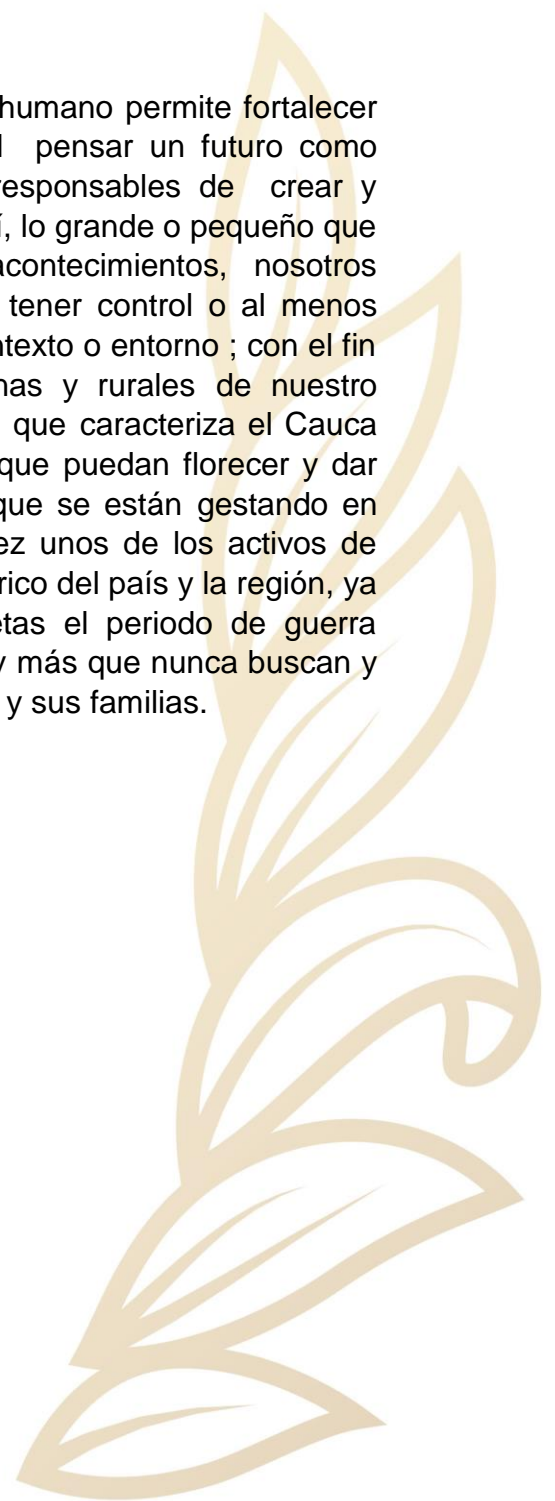 humano permite fortalecer
pensar un futuro como
responsables de crear y
í, lo grande o pequeño que
acontecimientos, nosotros
tener control o al menos
ntexto o entorno ; con el fin
nas y rurales de nuestro
que caracteriza el Cauca
que puedan florecer y dar
que se están gestando en
ez unos de los activos de
rico del país y la región, ya
etas el periodo de guerra
y más que nunca buscan y
y sus familias.